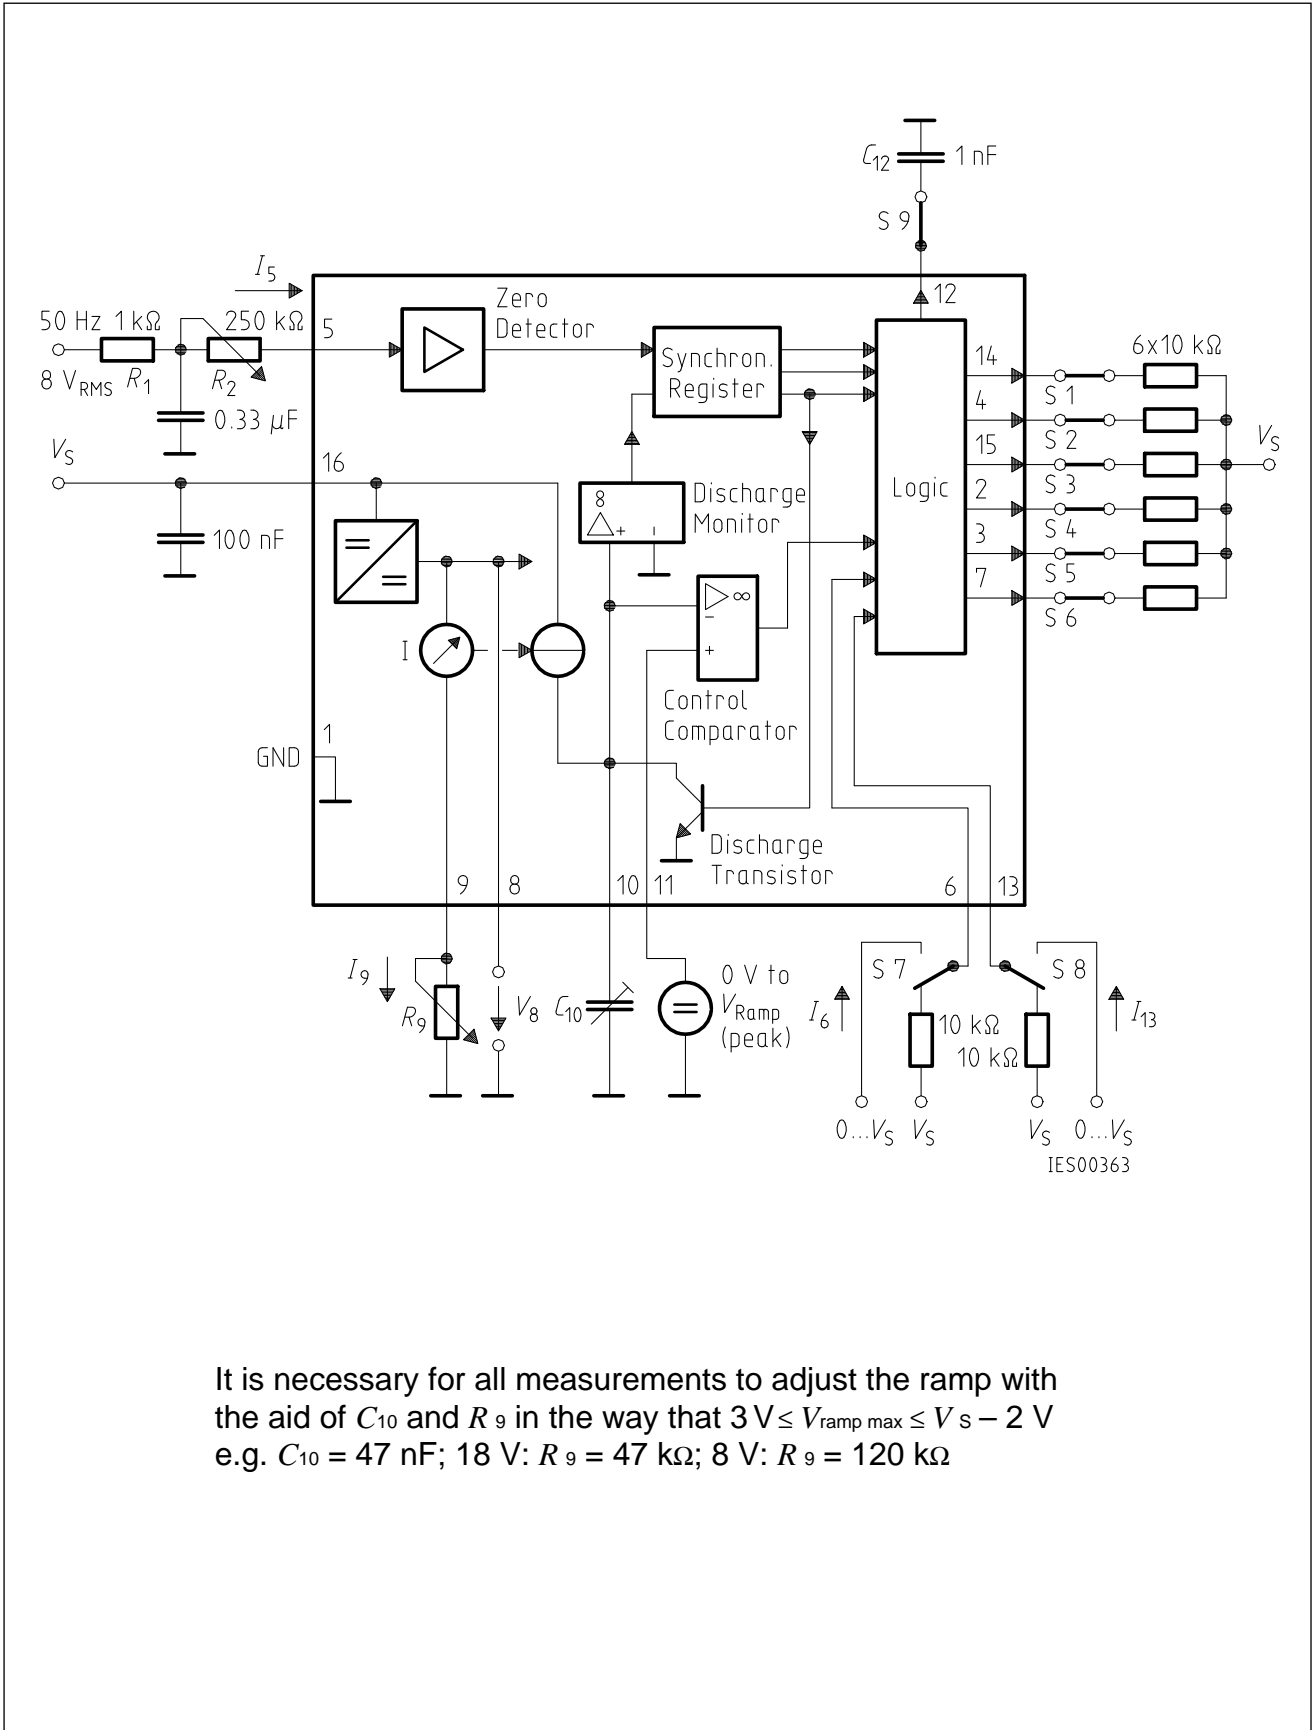 C12 1 nF
S 9
I5
12
50 Hz 1 kΩ 250 kΩ 5
Zero
Detector
8 VRMS R1 R2
0.33 µF
Synchron.
Register
14
6x10 kΩ
S 1
4
S 2
15
S 3
2
S 4
3
S 5
7
S 6
VS
VS
16
100 nF
8
+ −
Discharge
Monitor
Logic
∞
−
+
I
Control
Comparator
1
GND
Discharge
Transistor
9 8 10 11 6 13
I9
R9
V8
C10
0 V to
VRamp
(peak)
S 7 S 8
I6 I13
10 kΩ
10 kΩ
0...VS VS VS 0...VS
IES00363
It is necessary for all measurements to adjust the ramp with
the aid of C10 and R 9 in the way that 3 V ≤ Vramp max ≤ V S – 2 V
e.g. C10 = 47 nF; 18 V: R 9 = 47 kΩ; 8 V: R 9 = 120 kΩ